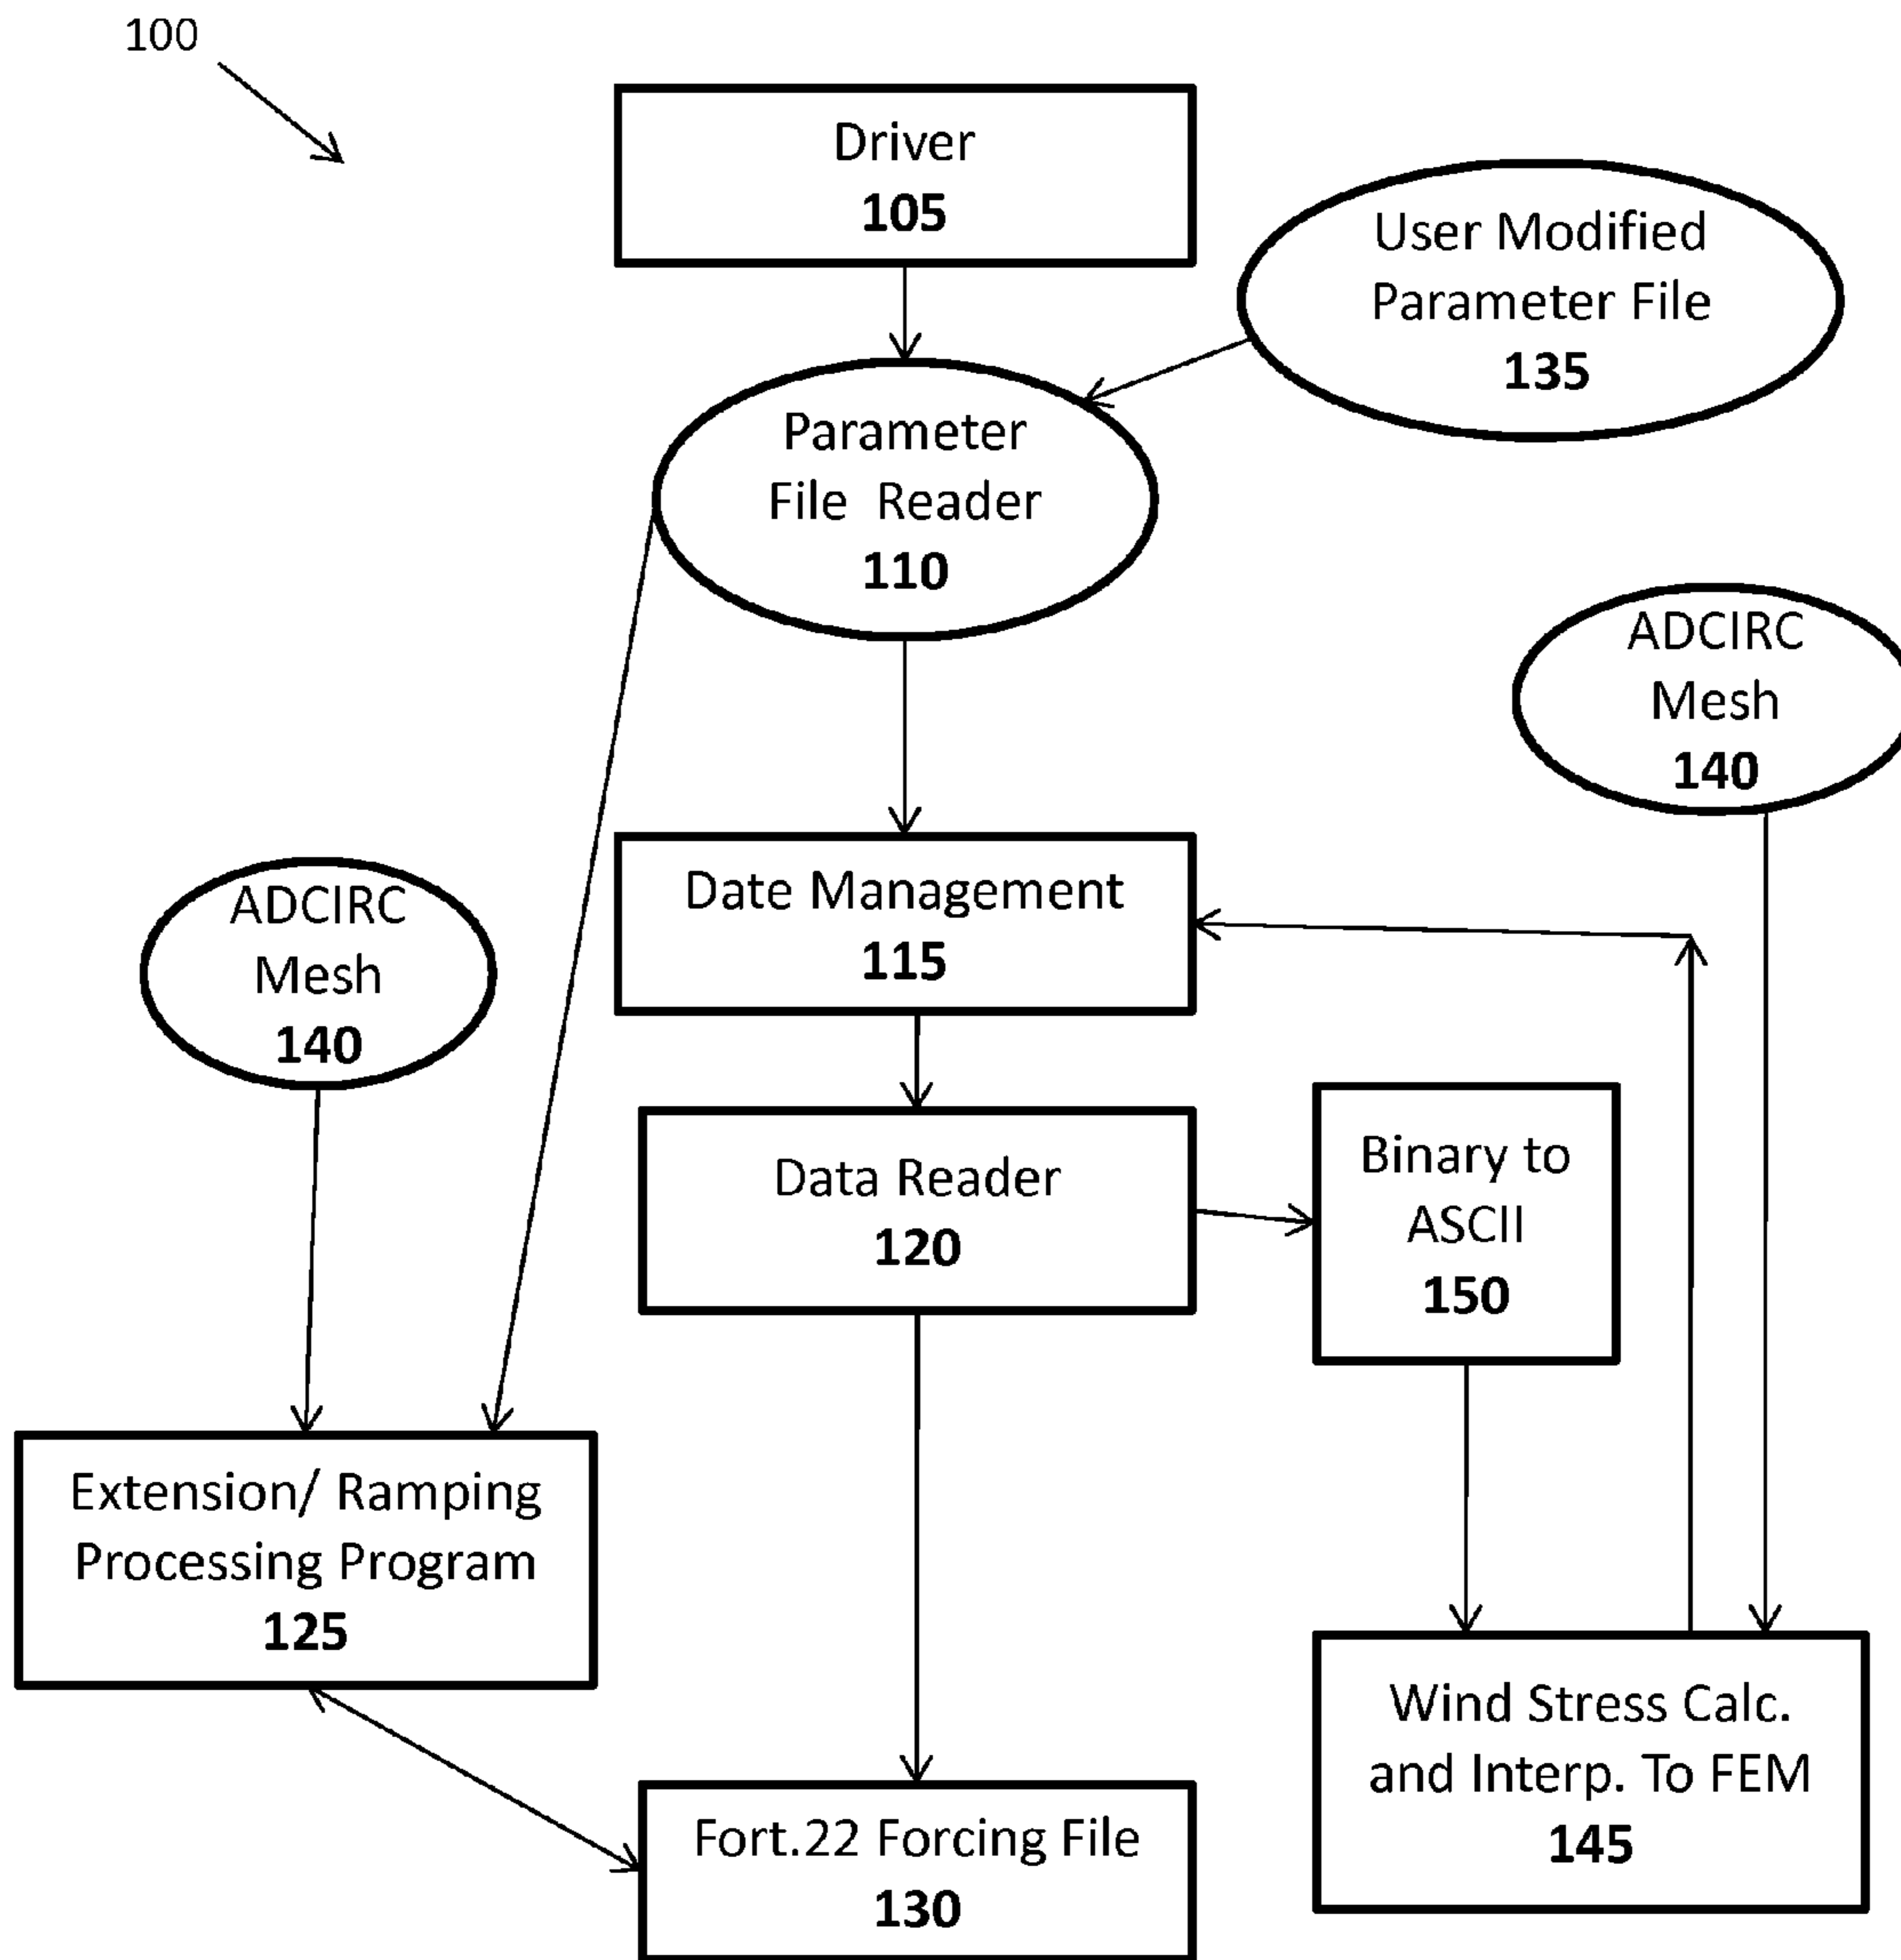 100
Driver
105
User Modified
Parameter File
135
Parameter
File Reader
110
ADCIRC
Mesh
140
Date Management
115
ADCIRC
Mesh
140
Data Reader
120
Binary to
ASCII
150
Extension/ Ramping
Processing Program
125
Wind Stress Calc.
and Interp. To FEM
145
Fort.22 Forcing File
130